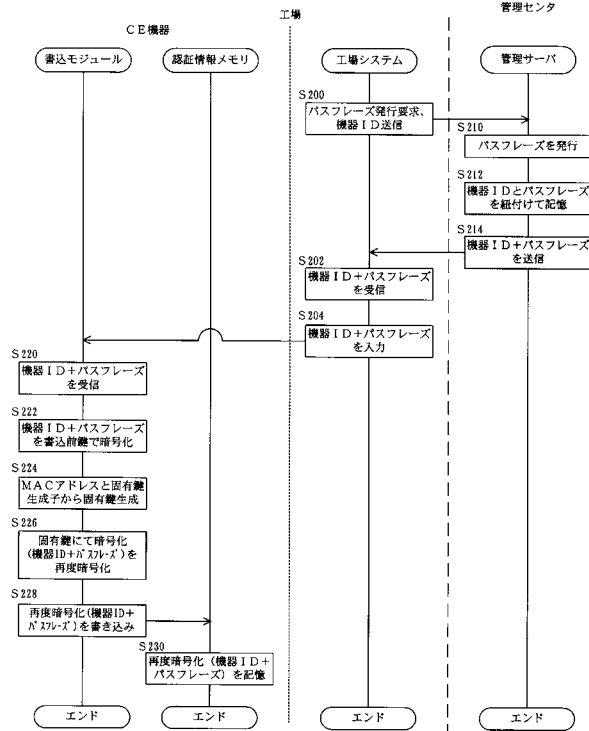 管理センタ
工場
CE機器
書込モジュール
認証情報メモリ
工場システム
管理サーバ
S200
パスフレーズ発行要求、
機器ID送信
S210
パスフレーズを発行
S212
機器IDとパスフレーズ
を紐付けて記憶
S214
機器ID+パスフレーズ
を送信
S202
機器ID+パスフレーズ
を受信
S204
機器ID+パスフレーズ
を入力
S220
機器ID+パスフレーズ
を受信
S222
機器ID+パスフレーズ
を書込前鍵で暗号化
S224
MACアドレスと固有鍵
生成子から固有鍵生成
S226
固有鍵にて暗号化
(機器ID+パスフレーズ)を
再度暗号化
S228
再度暗号化(機器ID+
パスフレーズ)を書き込み
S230
再度暗号化(機器ID+
パスフレーズ)を記憶
エンド
エンド
エンド
エンド